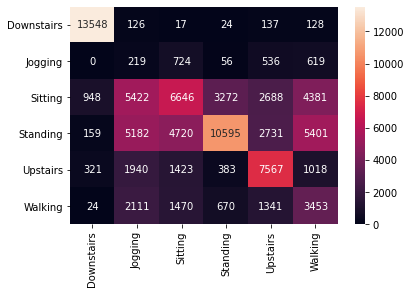 Downstairs 13548 126 17 24 137 128
Jogging 0 219 724 56 536 619
Sitting 948 5422 6646 3272 2688 4381
Standing 159 5182 4720 10595 2731 5401
Upstairs 321 1940 1423 383 7567 1018
Walking 24 2111 1470 670 1341 3453
Downstairs Jogging Sitting Standing Upstairs Walking
12000
10000
8000
6000
4000
2000
0